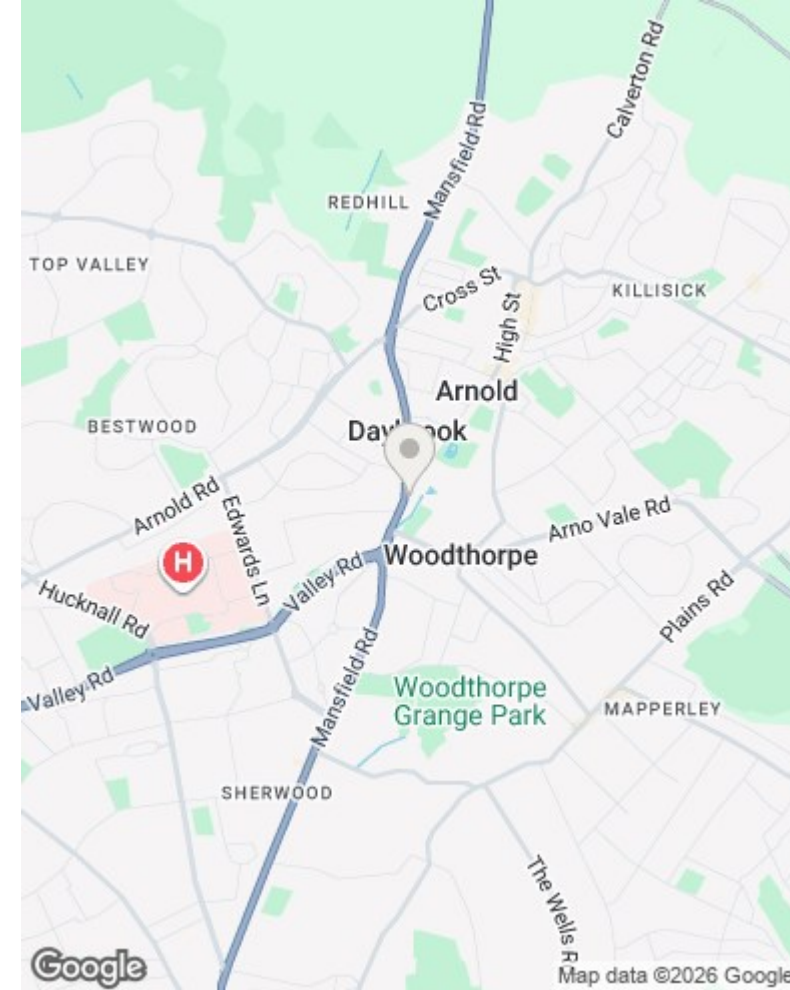 Calverton Rd
Mansfield Rd
REDHILL
TOP VALLEY
Cross St
KILLISICK
High St
Arnold
BESTWOOD
Arnold Rd
Edwards Ln
Arno Vale Rd
H
Woodthorpe
Valley Rd
Hucknall Rd
Plains Rd
Mansfield Rd
Valley Rd
Woodthorpe
Grange Park
MAPPERLEY
SHERWOOD
The Wells
Google
Map data ©2026 Google